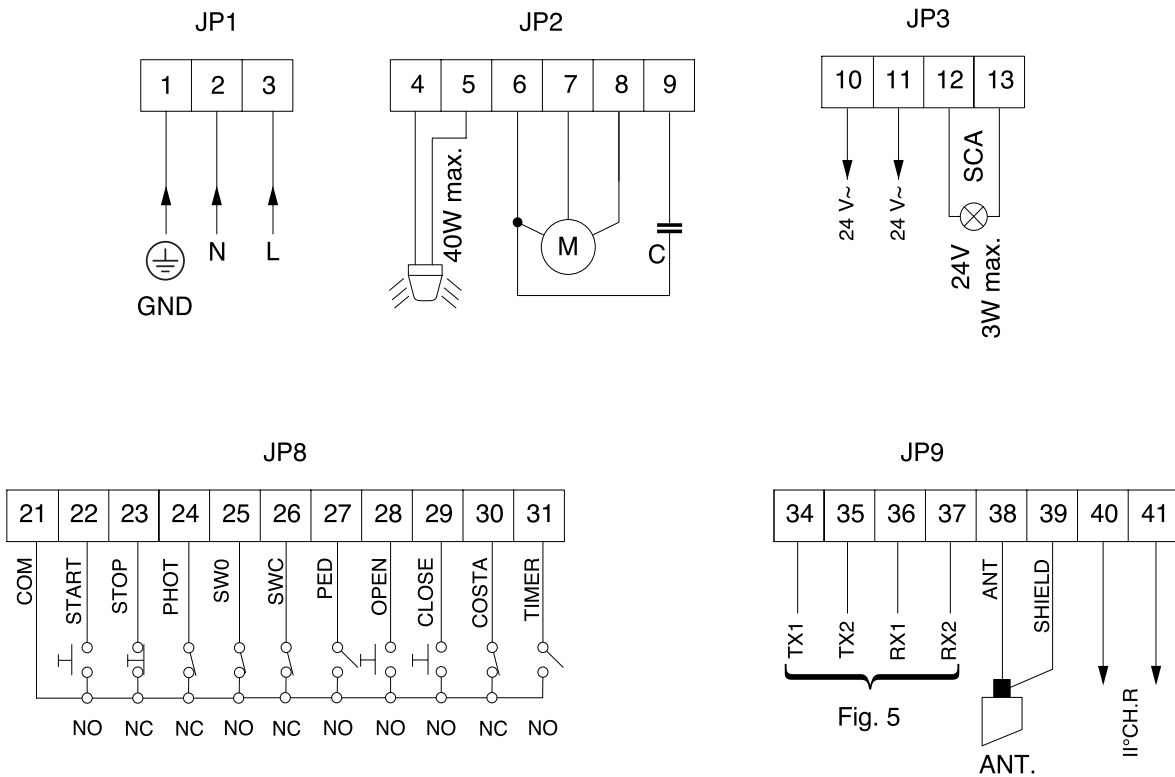 JP1
1 2 3
N L
GND
JP2
4 5 6 7 8 9
40W max.
M
C
JP3
10 11 12 13
24 V~
24 V~
SCA
24V
3W max.
JP8
21 22 23 24 25 26 27 28 29 30 31
COM
START
STOP
PHOT
SW0
SWC
PED
OPEN
CLOSE
COSTA
TIMER
NO NC NC NO NC NO NO NO NC NO
JP9
34 35 36 37 38 39 40 41
TX1
TX2
RX1
RX2
ANT
SHIELD
Fig. 5
ANT.
II°CH.R